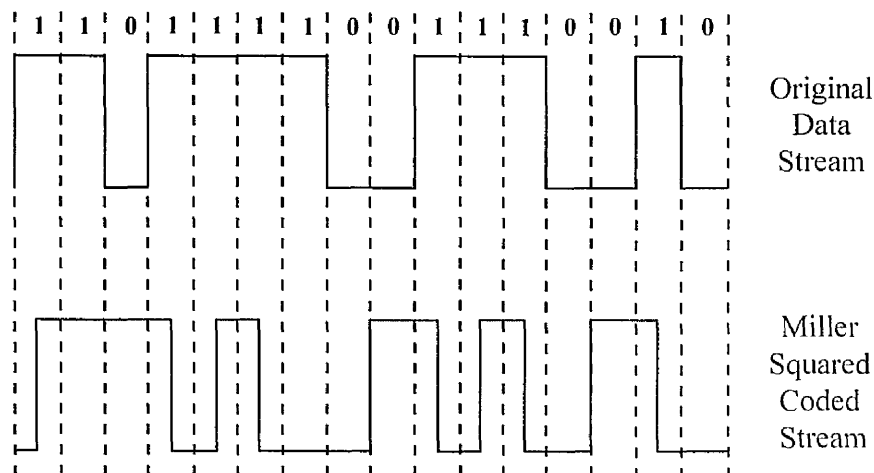 1 1 0 1 1 1 1 0 0 1 1 1 0 0 1 0
Original
Data
Stream
Miller
Squared
Coded
Stream